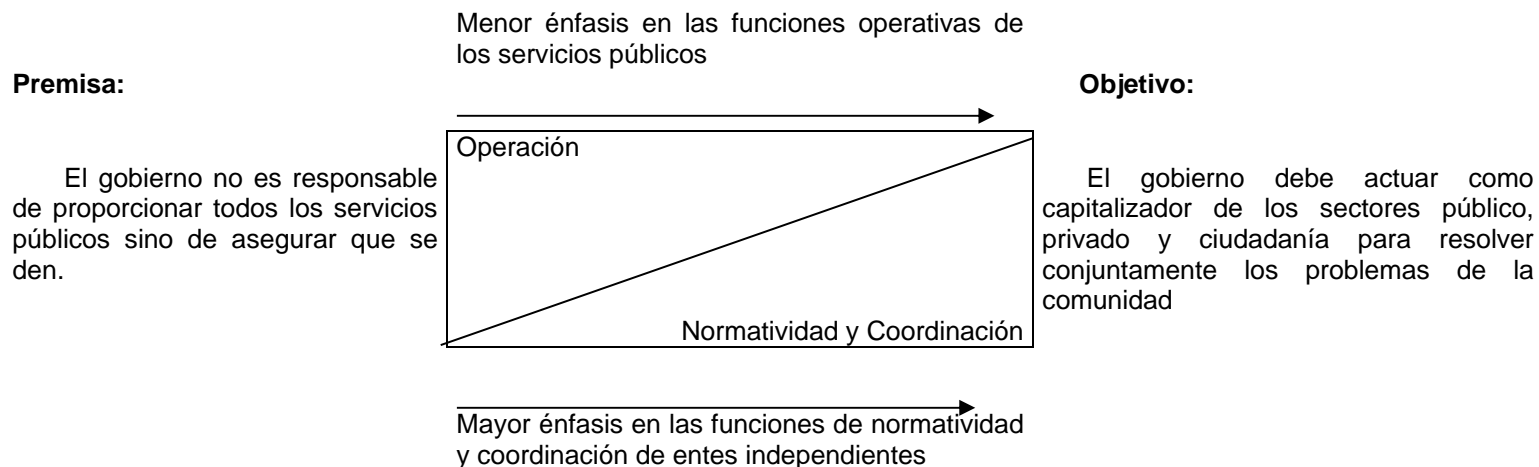 Menor énfasis en las funciones operativas de
los servicios públicos
Premisa:
Objetivo:
Operación
El gobierno no es responsable
de proporcionar todos los servicios
públicos sino de asegurar que se
den.
El gobierno debe actuar como
capitalizador de los sectores público,
privado y ciudadanía para resolver
conjuntamente los problemas de la
comunidad
Normatividad y Coordinación
Mayor énfasis en las funciones de normatividad
y coordinación de entes independientes